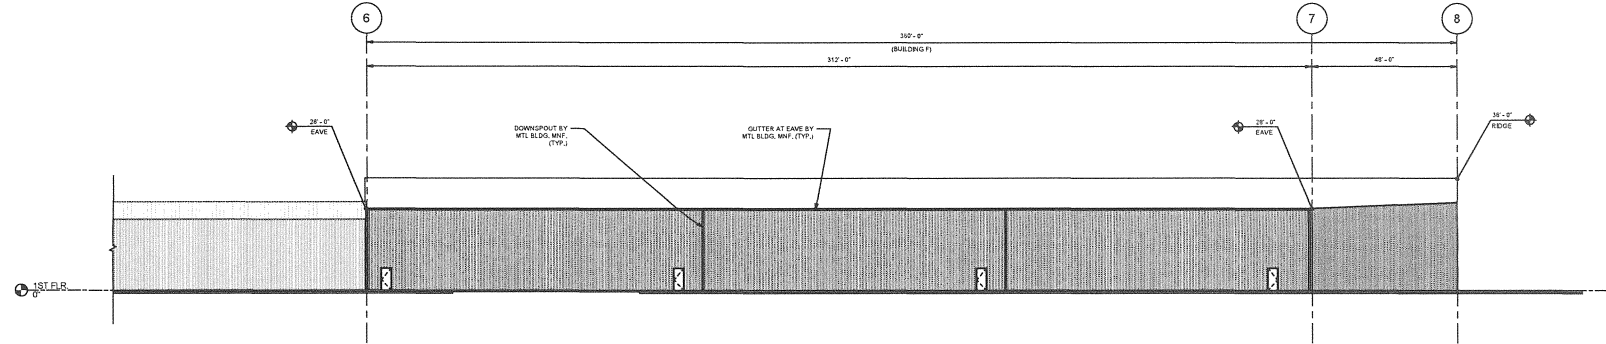 6
7
8
360' - 0"
(BUILDING F)
312' - 0"
48' - 0"
28' - 0"
EAVE
DOWNSPOUT BY
MTL BLDG. MNF.
(TYP.)
GUTTER AT EAVE BY
MTL BLDG. MNF. (TYP.)
28' - 0"
EAVE
38' - 0"
RIDGE
1ST FLR.
0"